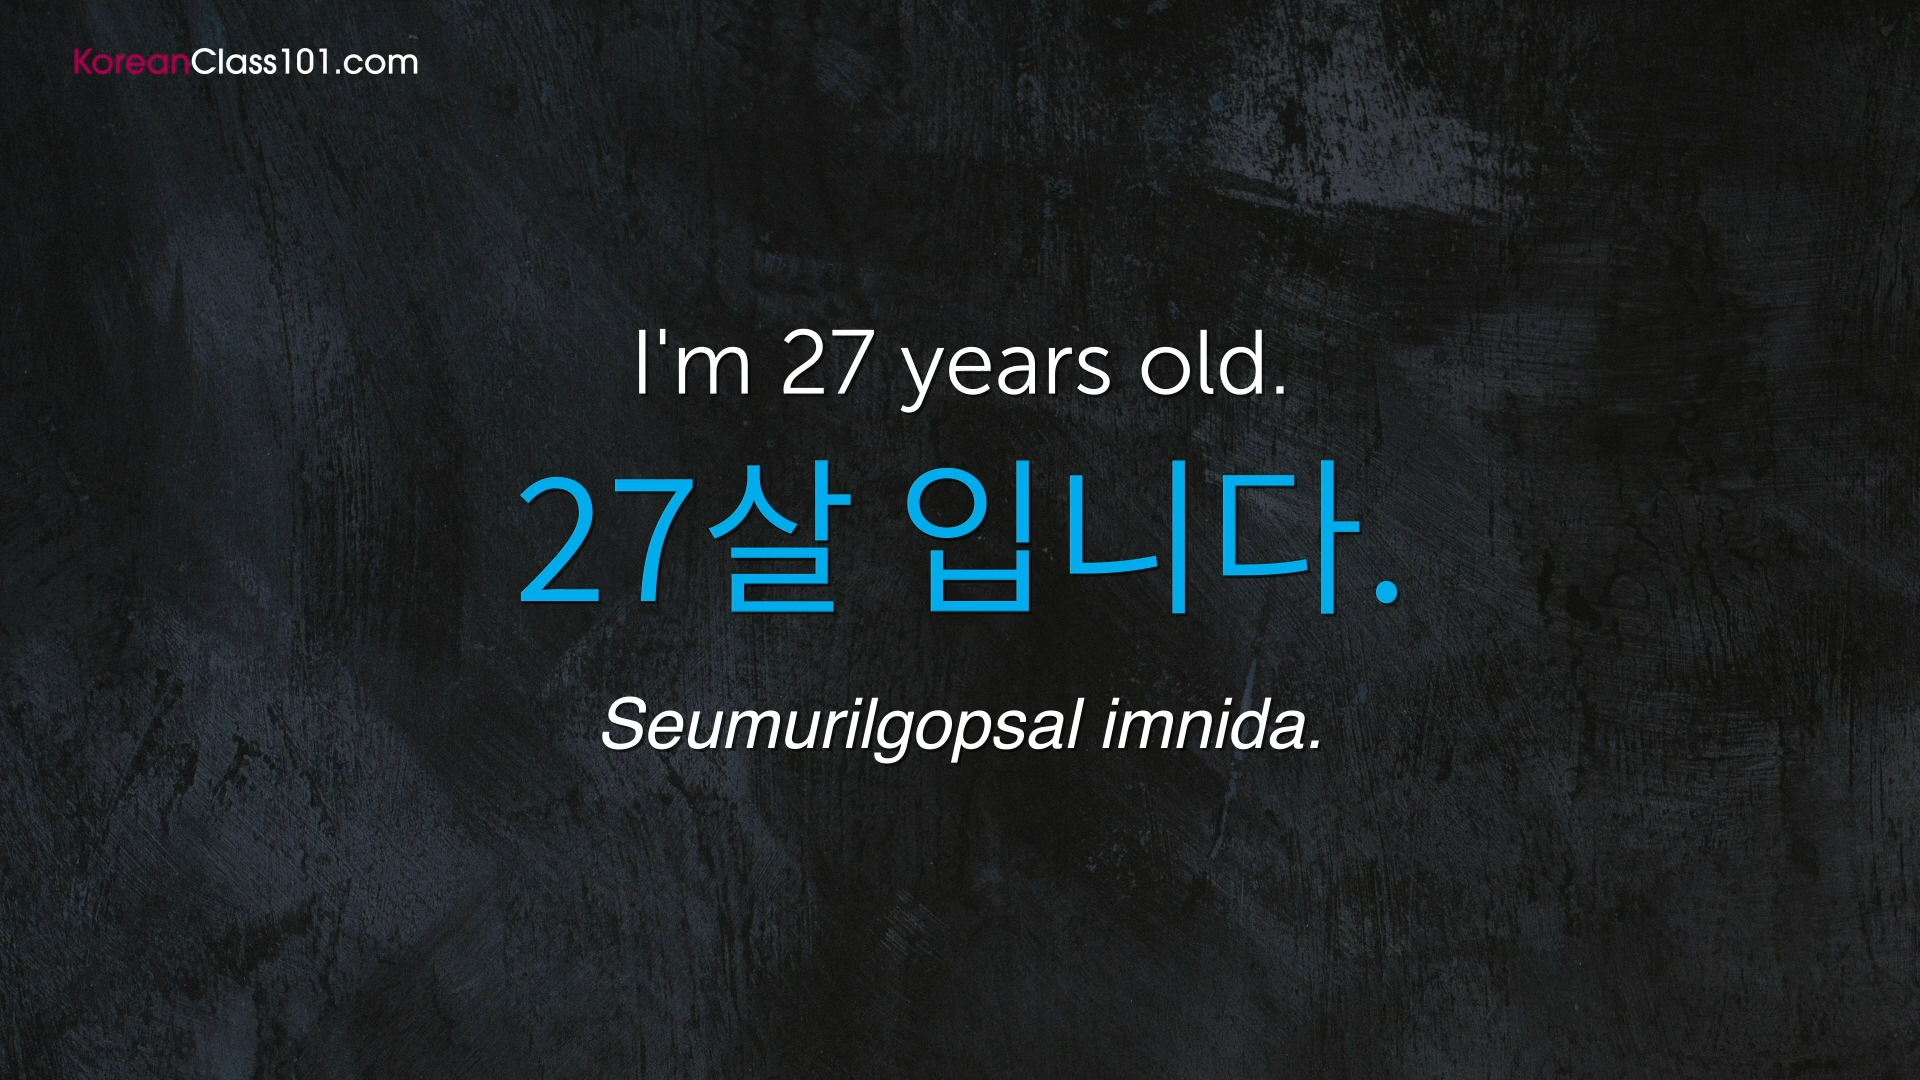 KoreanClass101.com
I'm 27 years old.
27살 입니다.
Seumurilgopsal imnida.